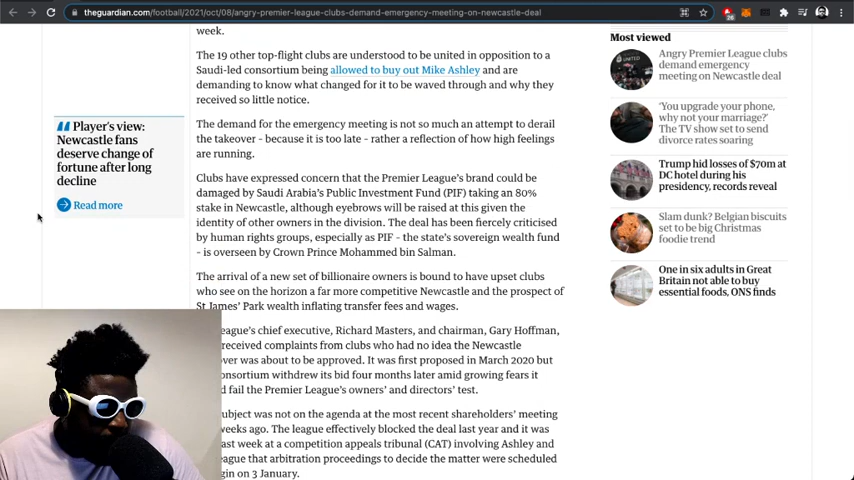 theguardian.com/football/2021/oct/08/angry-premier-league-clubs-demand-emergency-meeting-on-newcastle-deal
26
week.
The 19 other top-flight clubs are understood to be united in opposition to a
Saudi-led consortium being allowed to buy out Mike Ashley and are
demanding to know what changed for it to be waved through and why they
received so little notice.
The demand for the emergency meeting is not so much an attempt to derail
the takeover – because it is too late – rather a reflection of how high feelings
are running.
Player's view:
Newcastle fans
deserve change of
fortune after long
decline
Read more
Clubs have expressed concern that the Premier League's brand could be
damaged by Saudi Arabia's Public Investment Fund (PIF) taking an 80%
stake in Newcastle, although eyebrows will be raised at this given the
identity of other owners in the division. The deal has been fiercely criticised
by human rights groups, especially as PIF – the state's sovereign wealth fund
– is overseen by Crown Prince Mohammed bin Salman.
The arrival of a new set of billionaire owners is bound to have upset clubs
who see on the horizon a far more competitive Newcastle and the prospect of
St James' Park wealth inflating transfer fees and wages.
eague's chief executive, Richard Masters, and chairman, Gary Hoffman,
received complaints from clubs who had no idea the Newcastle
over was about to be approved. It was first proposed in March 2020 but
onsortium withdrew its bid four months later amid growing fears it
d fail the Premier League's owners' and directors' test.
ubject was not on the agenda at the most recent shareholders' meeting
eeks ago. The league effectively blocked the deal last year and it was
ast week at a competition appeals tribunal (CAT) involving Ashley and
eague that arbitration proceedings to decide the matter were scheduled
gin on 3 January.
Most viewed
Angry Premier League clubs
demand emergency
meeting on Newcastle deal
'You upgrade your phone,
why not your marriage?'
The TV show set to send
divorce rates soaring
Trump hid losses of $70m at
DC hotel during his
presidency, records reveal
Slam dunk? Belgian biscuits
set to be big Christmas
foodie trend
One in six adults in Great
Britain not able to buy
essential foods, ONS finds